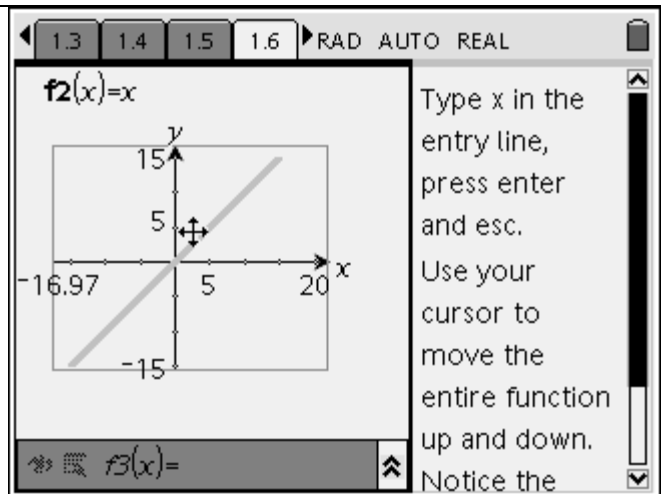 1.3 1.4 1.5 1.6 RAD AUTO REAL
f2(x)=x
y
15
5
-16.97
5
20
x
-15
f3(x)=
Type x in the
entry line,
press enter
and esc.
Use your
cursor to
move the
entire function
up and down.
Notice the